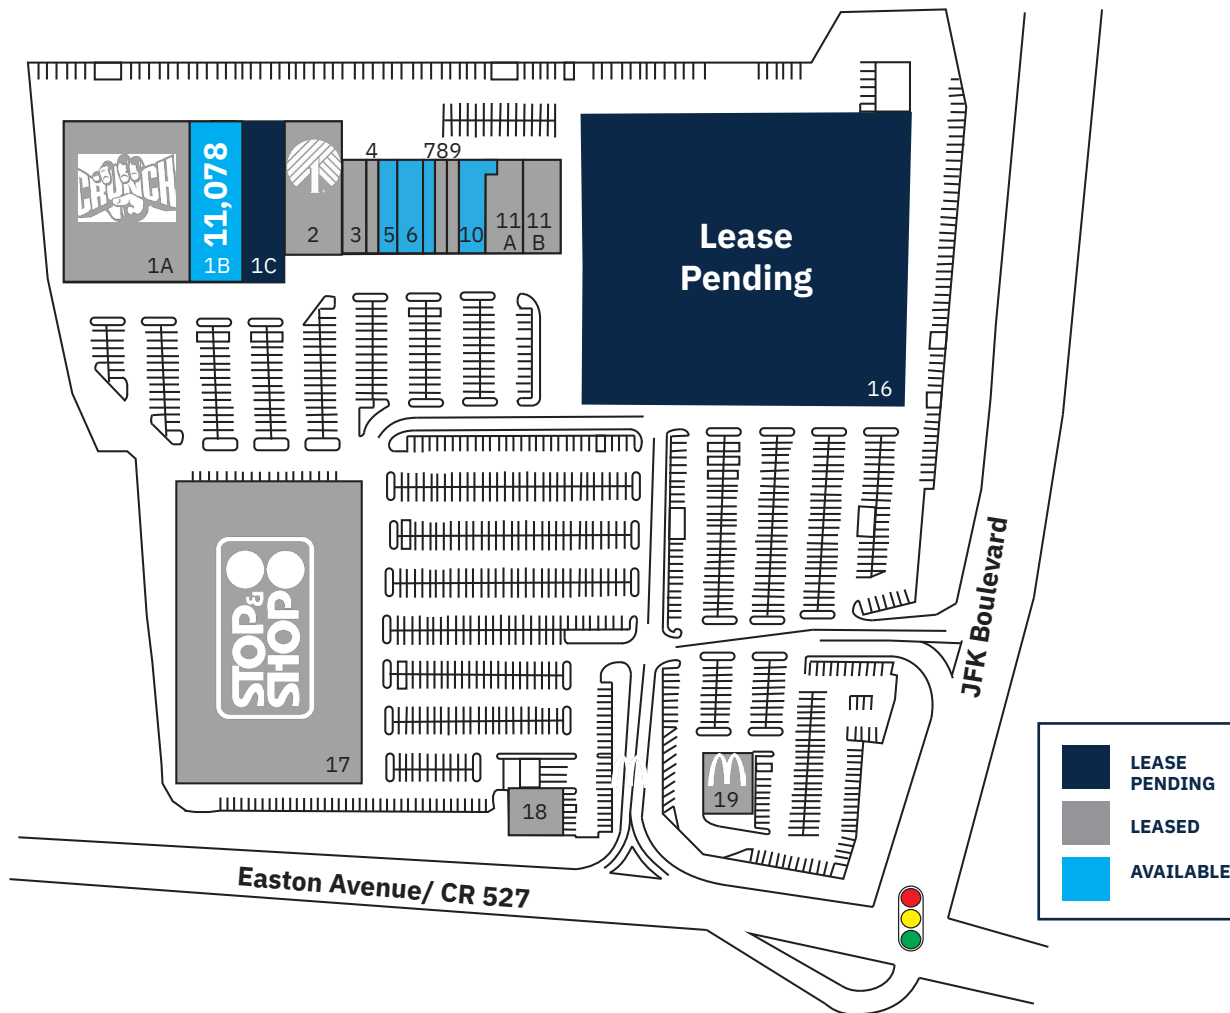 CRUNCH
1A
11,078
1B
1C
2
3
4
5
6
789
10
11
A
11
B
Lease
Pending
16
STOP &
SHOP
17
18
19
JFK Boulevard
Easton Avenue/ CR 527
LEASE
PENDING
LEASED
AVAILABLE